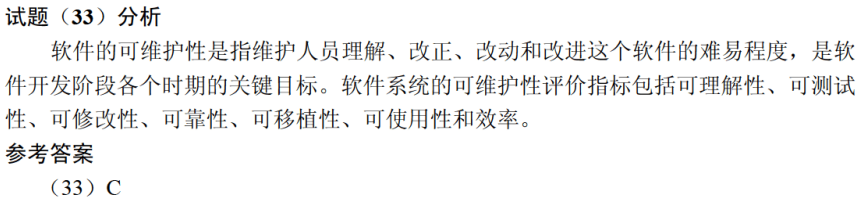 试题（33）分析
软件的可维护性是指维护人员理解、改正、改动和改进这个软件的难易程度，是软
件开发阶段各个时期的关键目标。软件系统的可维护性评价指标包括可理解性、可测试
性、可修改性、可靠性、可移植性、可使用性和效率。
参考答案
（33）C